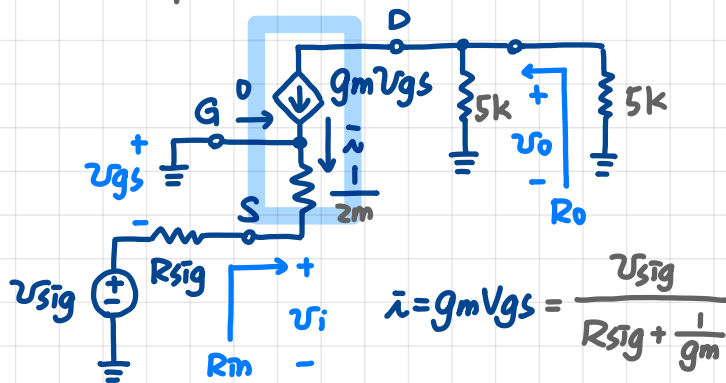 D
0
gmVgs
G
5k
5k
+
+
vo
vgs
i
-
-
1
2m
S
Ro
Rsig
+
vsig
+
-
vi
i=gmVgs= vsig
Rsig + 1
gm
Rin
-